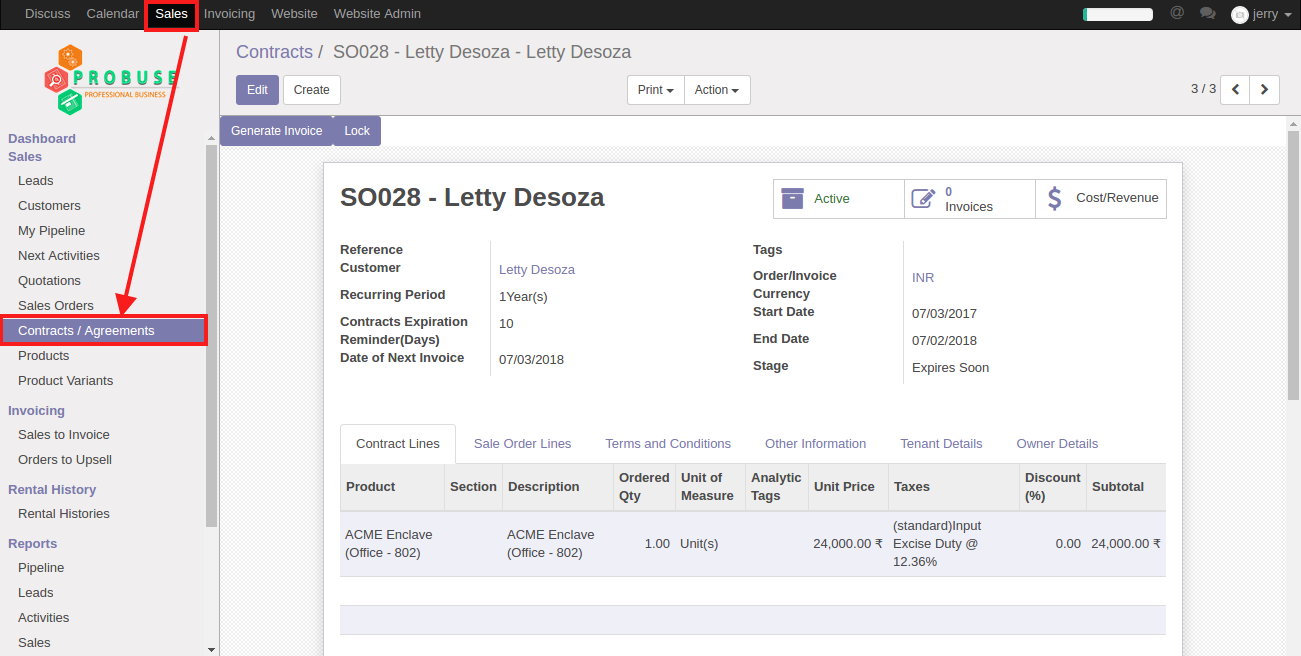 Discuss Calendar Sales Invoicing Website Website Admin @ jerry
PROBUSE
PROFESSIONAL BUSINESS
Contracts / SO028 - Letty Desoza - Letty Desoza
Edit Create Print Action 3 / 3
Generate Invoice Lock
Dashboard
Sales
Leads
Customers
My Pipeline
Next Activities
Quotations
Sales Orders
Contracts / Agreements
Products
Product Variants
Invoicing
Sales to Invoice
Orders to Upsell
Rental History
Rental Histories
Reports
Pipeline
Leads
Activities
Sales
SO028 - Letty Desoza
Active
0
Invoices
$ Cost/Revenue
Reference
Customer Letty Desoza
Recurring Period 1Year(s)
Contracts Expiration
Reminder(Days) 10
Date of Next Invoice 07/03/2018
Tags
Order/Invoice
Currency INR
Start Date 07/03/2017
End Date 07/02/2018
Stage Expires Soon
Contract Lines Sale Order Lines Terms and Conditions Other Information Tenant Details Owner Details
Product Section Description Ordered Qty Unit of Measure Analytic Tags Unit Price Taxes Discount (%) Subtotal
ACME Enclave (Office - 802) ACME Enclave (Office - 802) 1.00 Unit(s) 24,000.00 ₹ (standard)Input Excise Duty @ 12.36% 0.00 24,000.00 ₹